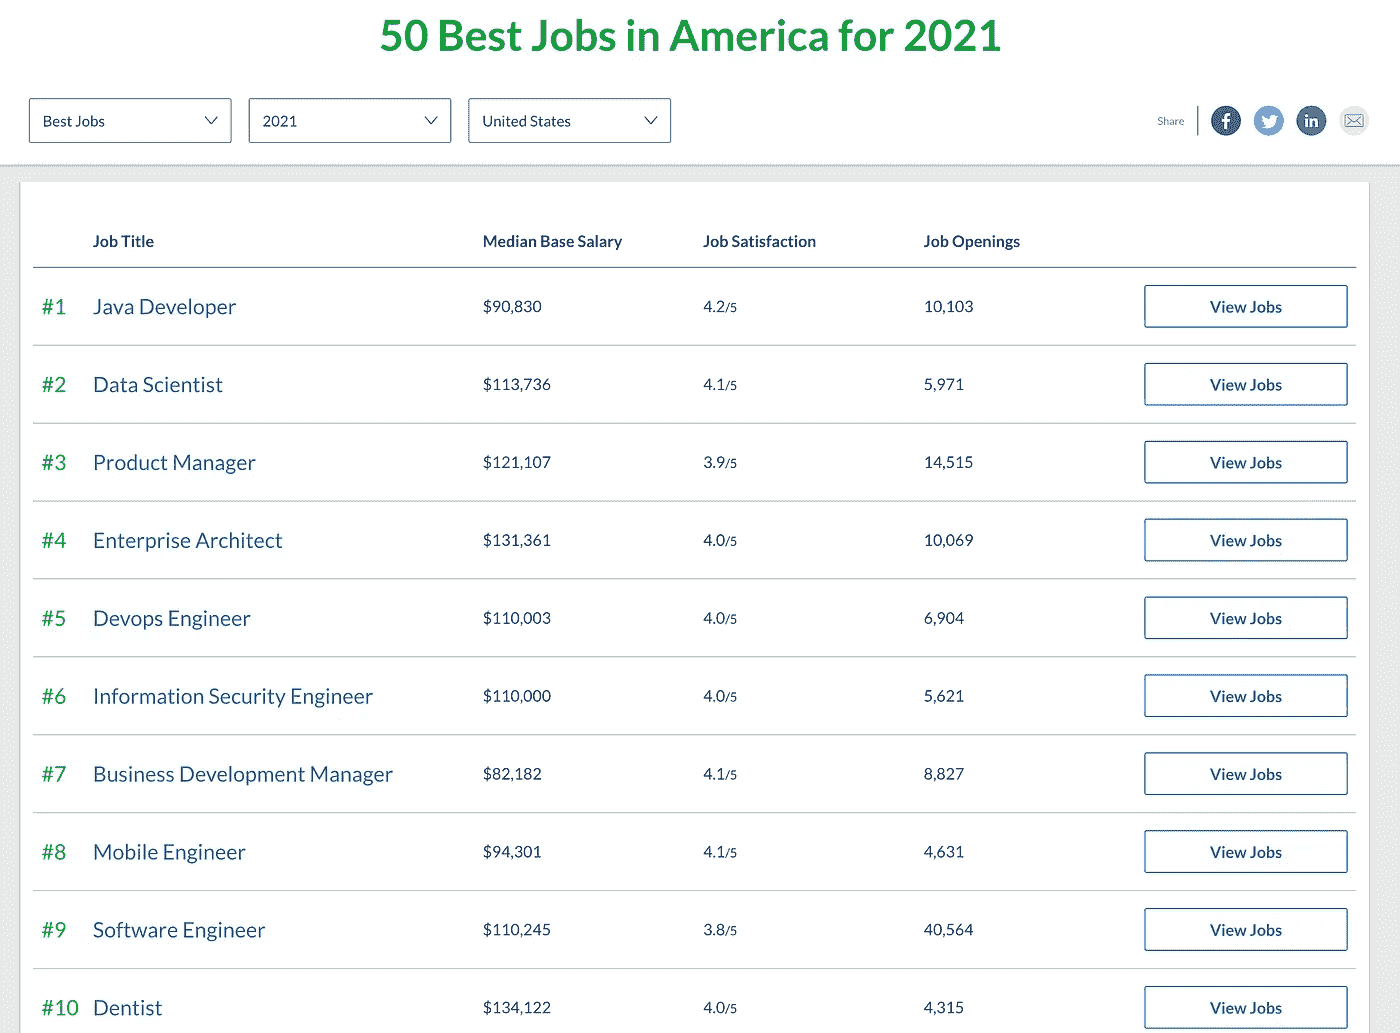 50 Best Jobs in America for 2021
Best Jobs 2021 United States Share
Job Title Median Base Salary Job Satisfaction Job Openings
#1 Java Developer $90,830 4.2/5 10,103 View Jobs
#2 Data Scientist $113,736 4.1/5 5,971 View Jobs
#3 Product Manager $121,107 3.9/5 14,515 View Jobs
#4 Enterprise Architect $131,361 4.0/5 10,069 View Jobs
#5 Devops Engineer $110,003 4.0/5 6,904 View Jobs
#6 Information Security Engineer $110,000 4.0/5 5,621 View Jobs
#7 Business Development Manager $82,182 4.1/5 8,827 View Jobs
#8 Mobile Engineer $94,301 4.1/5 4,631 View Jobs
#9 Software Engineer $110,245 3.8/5 40,564 View Jobs
#10 Dentist $134,122 4.0/5 4,315 View Jobs